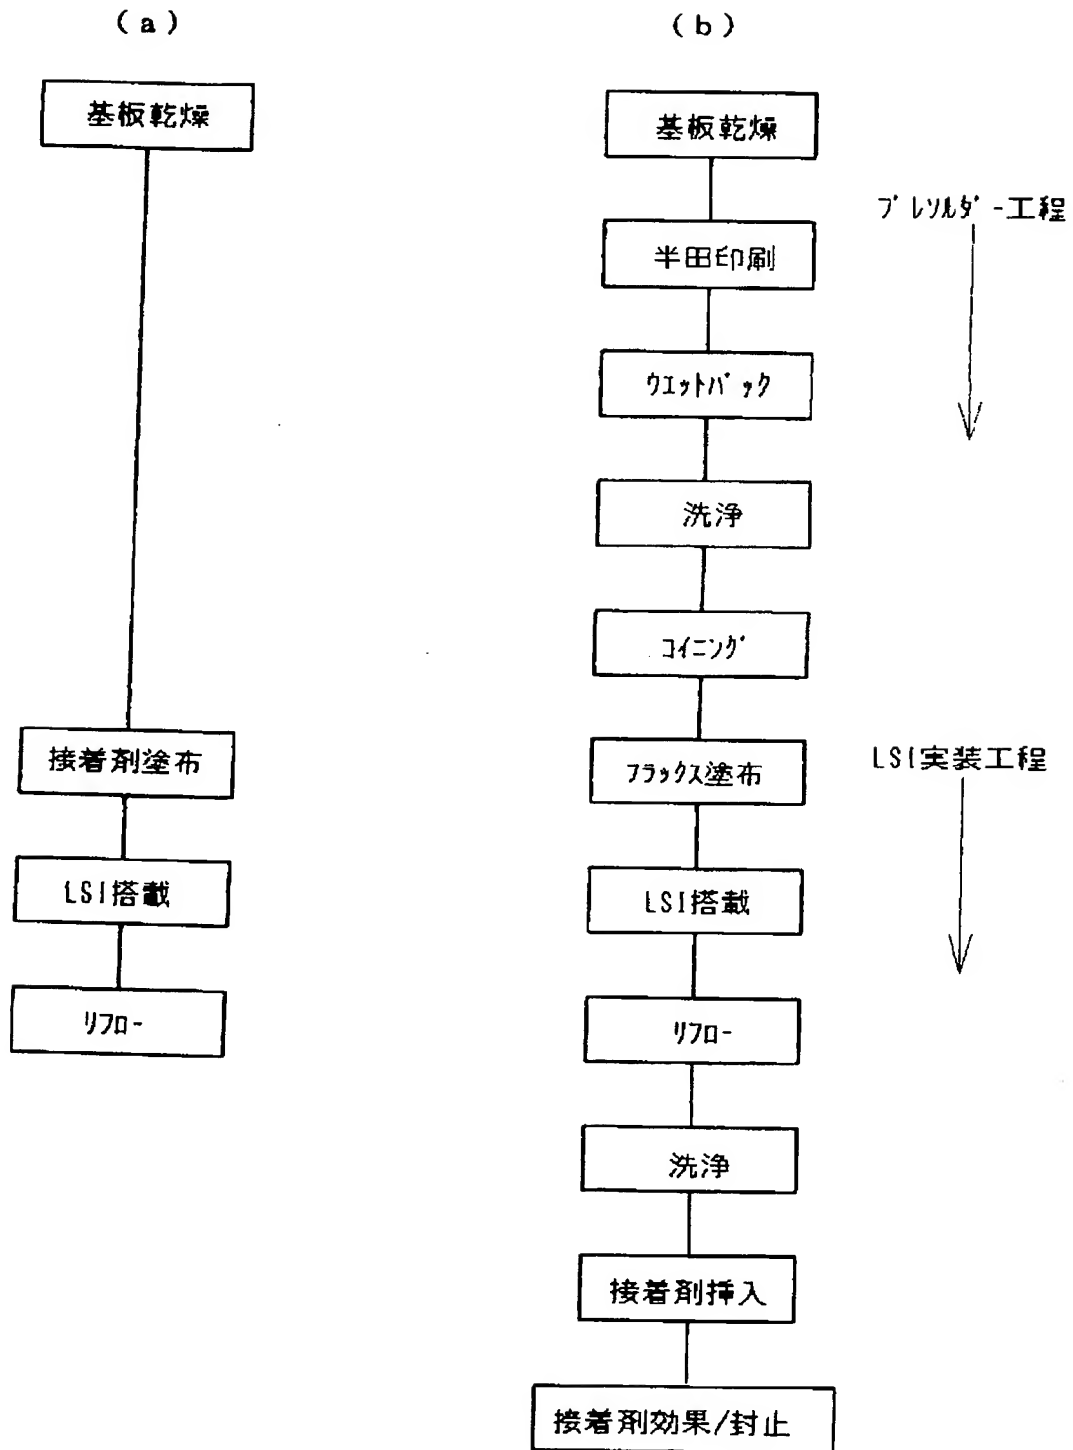 (a)
基板乾燥
接着剤塗布
LSI搭載
リフロー
(b)
基板乾燥
半田印刷
ウエットバック
洗浄
コイニング
フラックス塗布
LSI搭載
リフロー
洗浄
接着剤挿入
接着剤効果/封止
プレソルダー工程
LSI実装工程